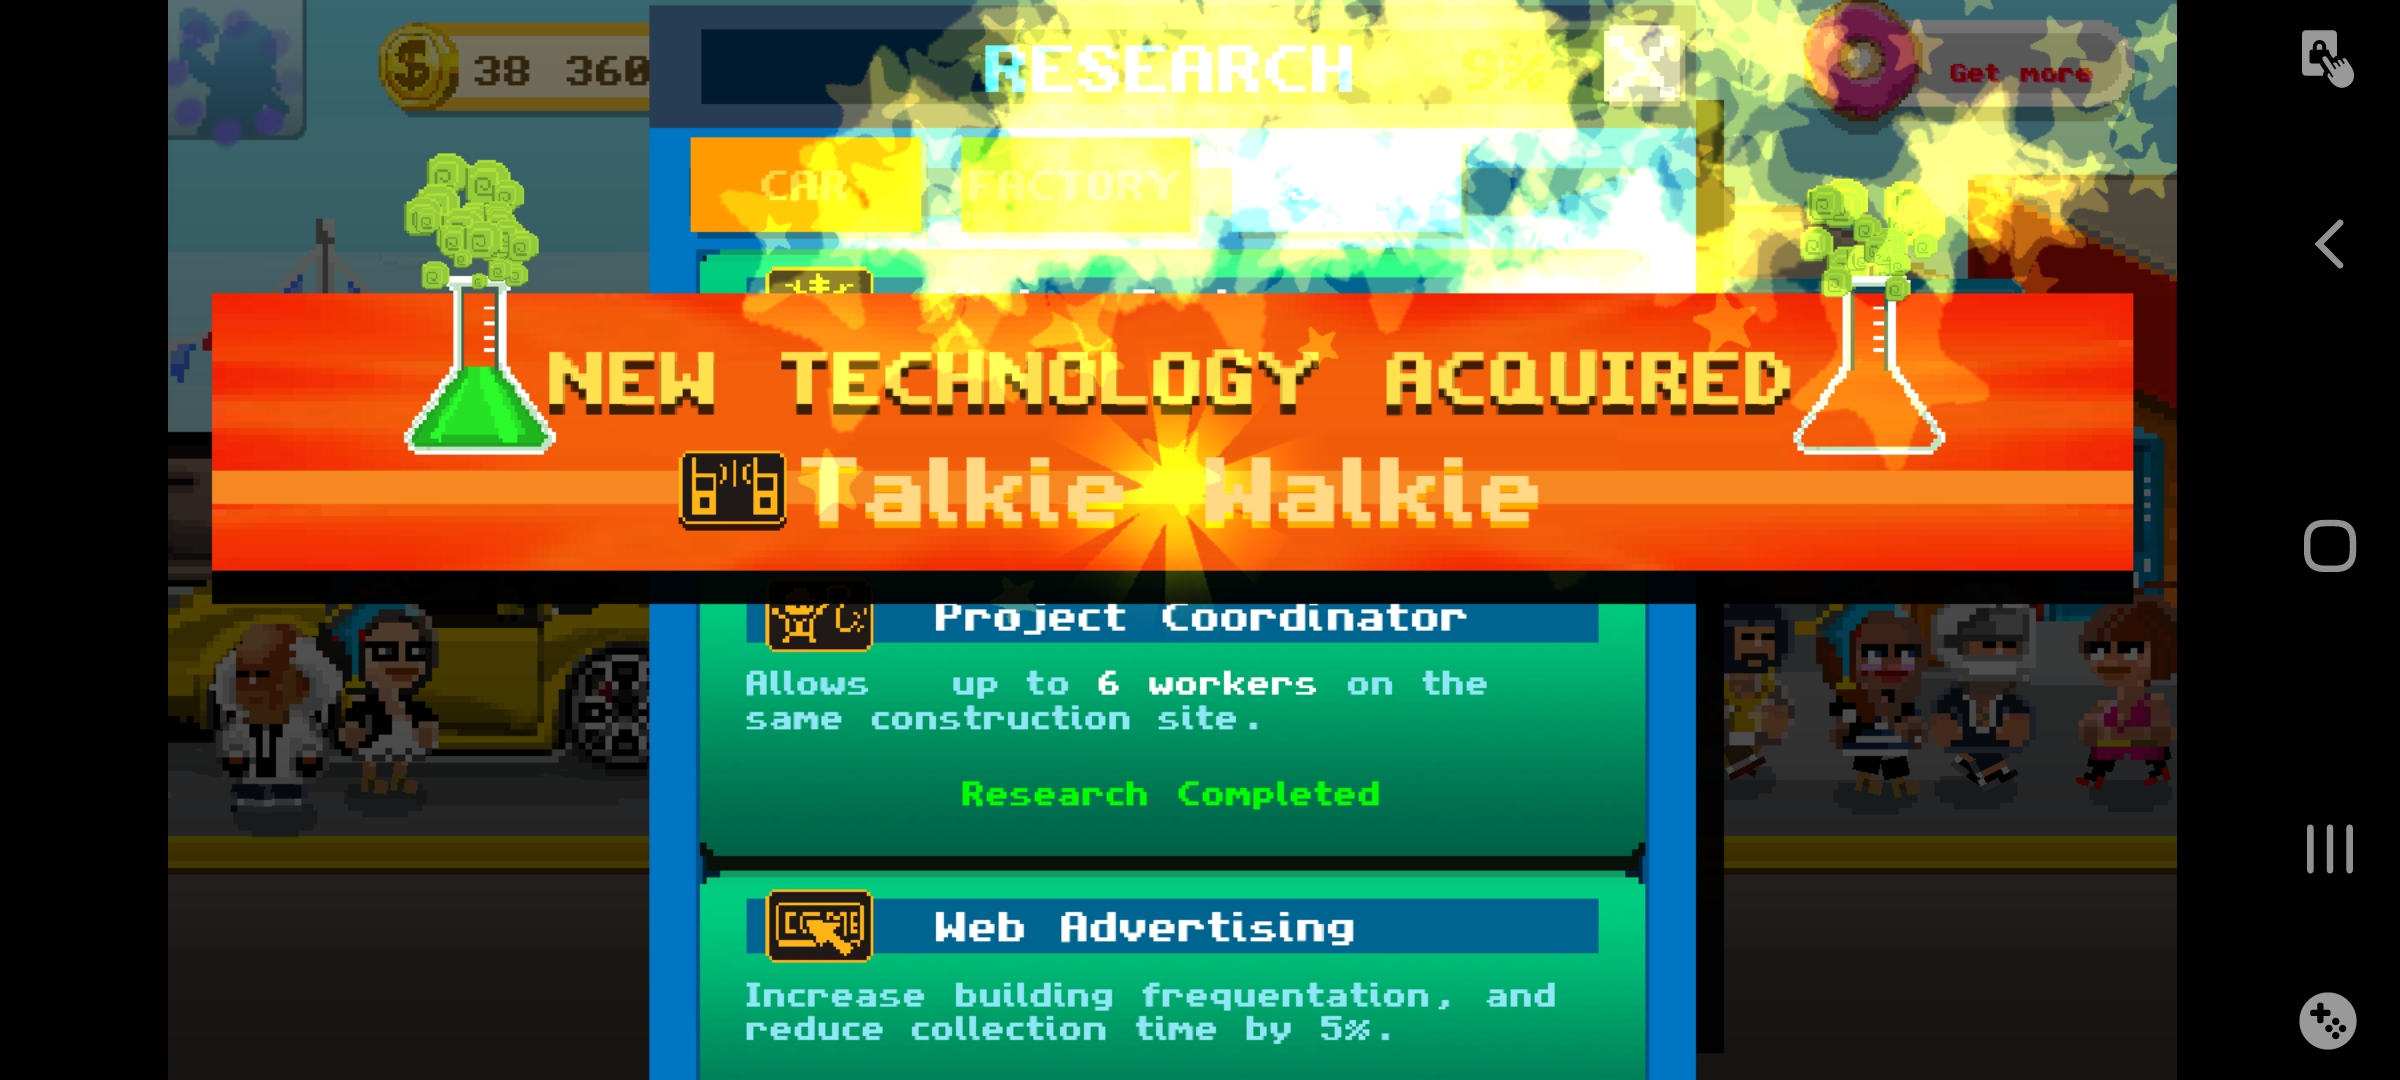 38 360
RESEARCH
9%
Get more
CAR
FACTORY
NEW TECHNOLOGY ACQUIRED
Talkie Walkie
Project Coordinator
Allows up to 6 workers on the
same construction site.
Research Completed
Web Advertising
Increase building frequentation, and
reduce collection time by 5%.